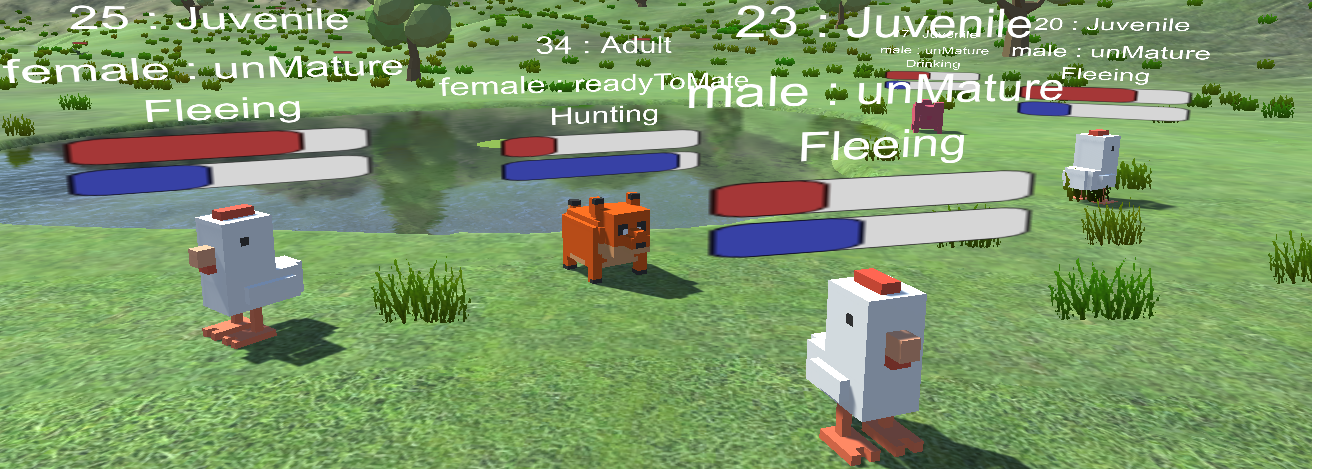 25 : Juvenile
female : unMature
Fleeing
34 : Adult
female : readyToMate
Hunting
23 : Juvenile
male : unMature
Fleeing
Juvenile
male : unMature
Drinking
20 : Juvenile
male : unMature
Fleeing